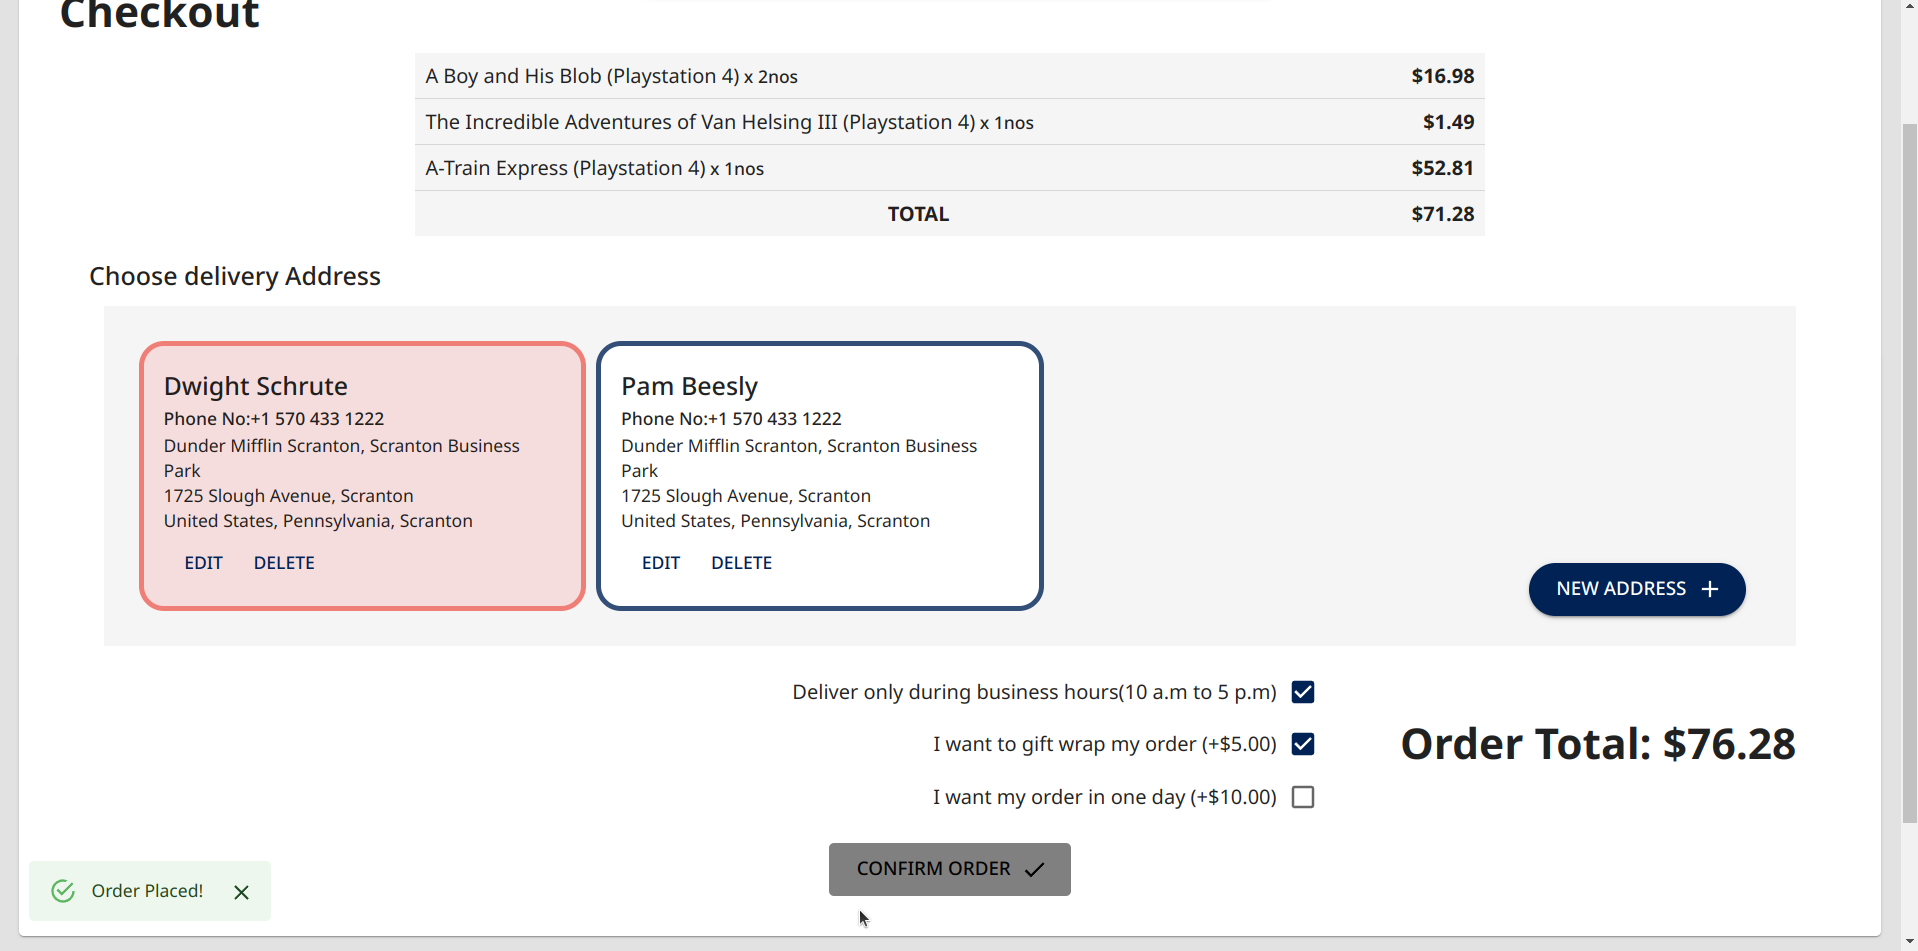 Checkout
A Boy and His Blob (Playstation 4) x 2nos $16.98
The Incredible Adventures of Van Helsing III (Playstation 4) x 1nos $1.49
A-Train Express (Playstation 4) x 1nos $52.81
TOTAL $71.28
Choose delivery Address
Dwight Schrute
Phone No:+1 570 433 1222
Dunder Mifflin Scranton, Scranton Business
Park
1725 Slough Avenue, Scranton
United States, Pennsylvania, Scranton
EDIT DELETE
Pam Beesly
Phone No:+1 570 433 1222
Dunder Mifflin Scranton, Scranton Business
Park
1725 Slough Avenue, Scranton
United States, Pennsylvania, Scranton
EDIT DELETE
NEW ADDRESS
Deliver only during business hours(10 a.m to 5 p.m)
I want to gift wrap my order (+$5.00)
I want my order in one day (+$10.00)
Order Total: $76.28
CONFIRM ORDER
Order Placed!